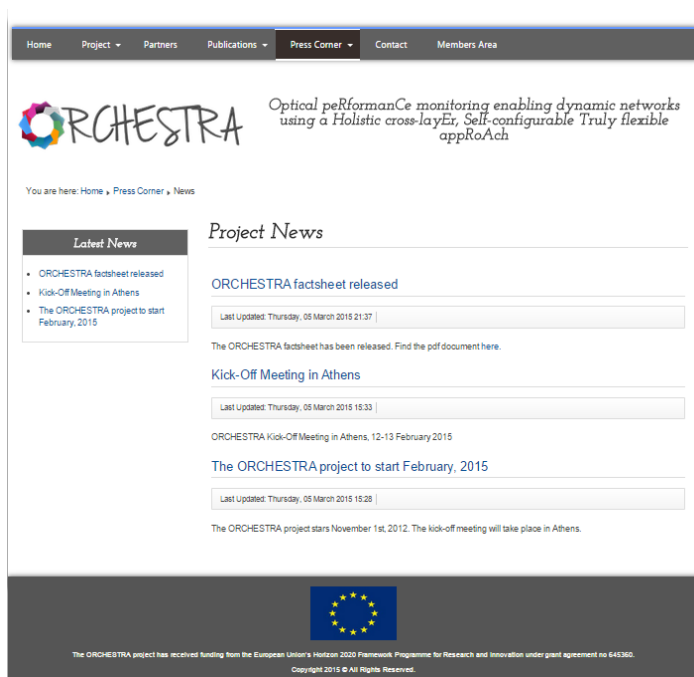 Home Project Partners Publications Press Corner Contact Members Area
ORCHESTRA
Optical peRformanCe monitoring enabling dynamic networks
using a Holistic cross-layEr, Self-configurable Truly flexible
appRoAch
You are here: Home Press Corner News
Latest News
ORCHESTRA factsheet released
Kick-Off Meeting in Athens
The ORCHESTRA project to start
February, 2015
Project News
ORCHESTRA factsheet released
Last Updated: Thursday, 05 March 2015 21:37
The ORCHESTRA factsheet has been released. Find the pdf document here.
Kick-Off Meeting in Athens
Last Updated: Thursday, 05 March 2015 15:33
ORCHESTRA Kick-Off Meeting in Athens, 12-13 February 2015
The ORCHESTRA project to start February, 2015
Last Updated: Thursday, 05 March 2015 15:28
The ORCHESTRA project stars November 1st, 2012. The kick-off meeting will take place in Athens.
The ORCHESTRA project has received funding from the European Union's Horizon 2020 Framework Programme for Research and Innovation under grant agreement no 645360.
Copyright 2015 © All Rights Reserved.